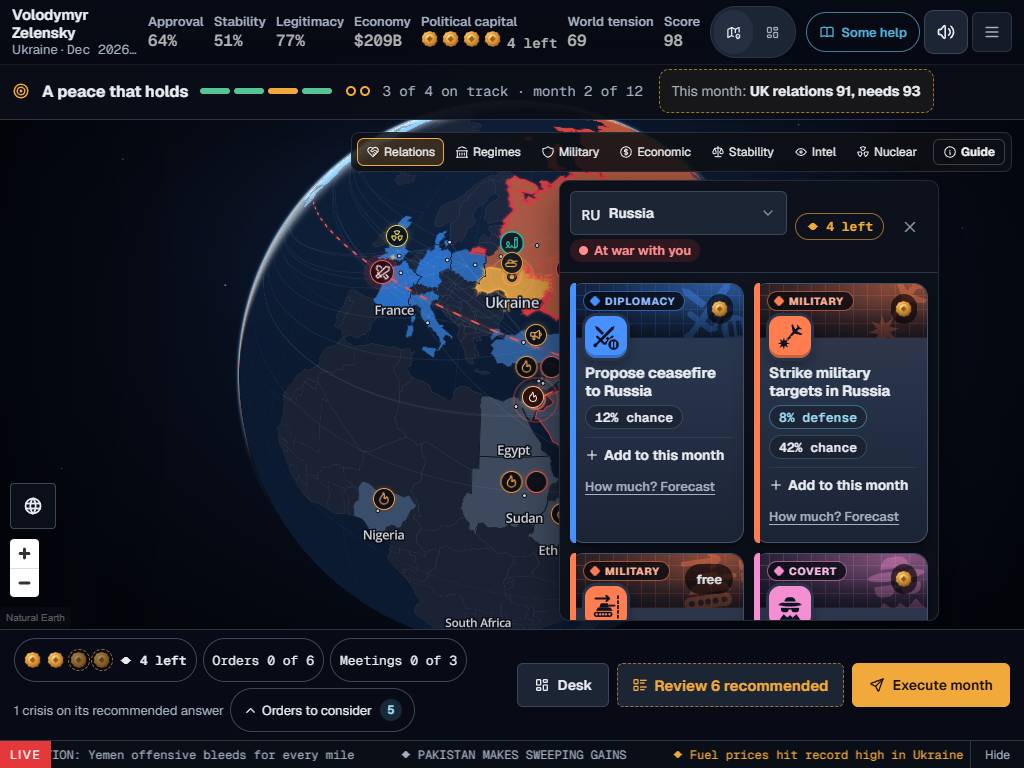 Volodymyr
Zelensky
Ukraine · Dec 2026…
Approval
64%
Stability
51%
Legitimacy
77%
Economy
$209B
Political capital
4 left
World tension
69
Score
98
Some help
A peace that holds
3 of 4 on track · month 2 of 12
This month: UK relations 91, needs 93
Relations
Regimes
Military
Economic
Stability
Intel
Nuclear
Guide
RU Russia
4 left
At war with you
DIPLOMACY
Propose ceasefire
to Russia
12% chance
+ Add to this month
How much? Forecast
MILITARY
Strike military
targets in Russia
8% defense
42% chance
+ Add to this month
How much? Forecast
MILITARY
free
COVERT
Ukraine
France
Egypt
Sudan
Eth
Nigeria
South Africa
+
−
Natural Earth
4 left
Orders 0 of 6
Meetings 0 of 3
1 crisis on its recommended answer
Orders to consider 5
Desk
Review 6 recommended
Execute month
LIVE
ION: Yemen offensive bleeds for every mile
PAKISTAN MAKES SWEEPING GAINS
Fuel prices hit record high in Ukraine
Hide